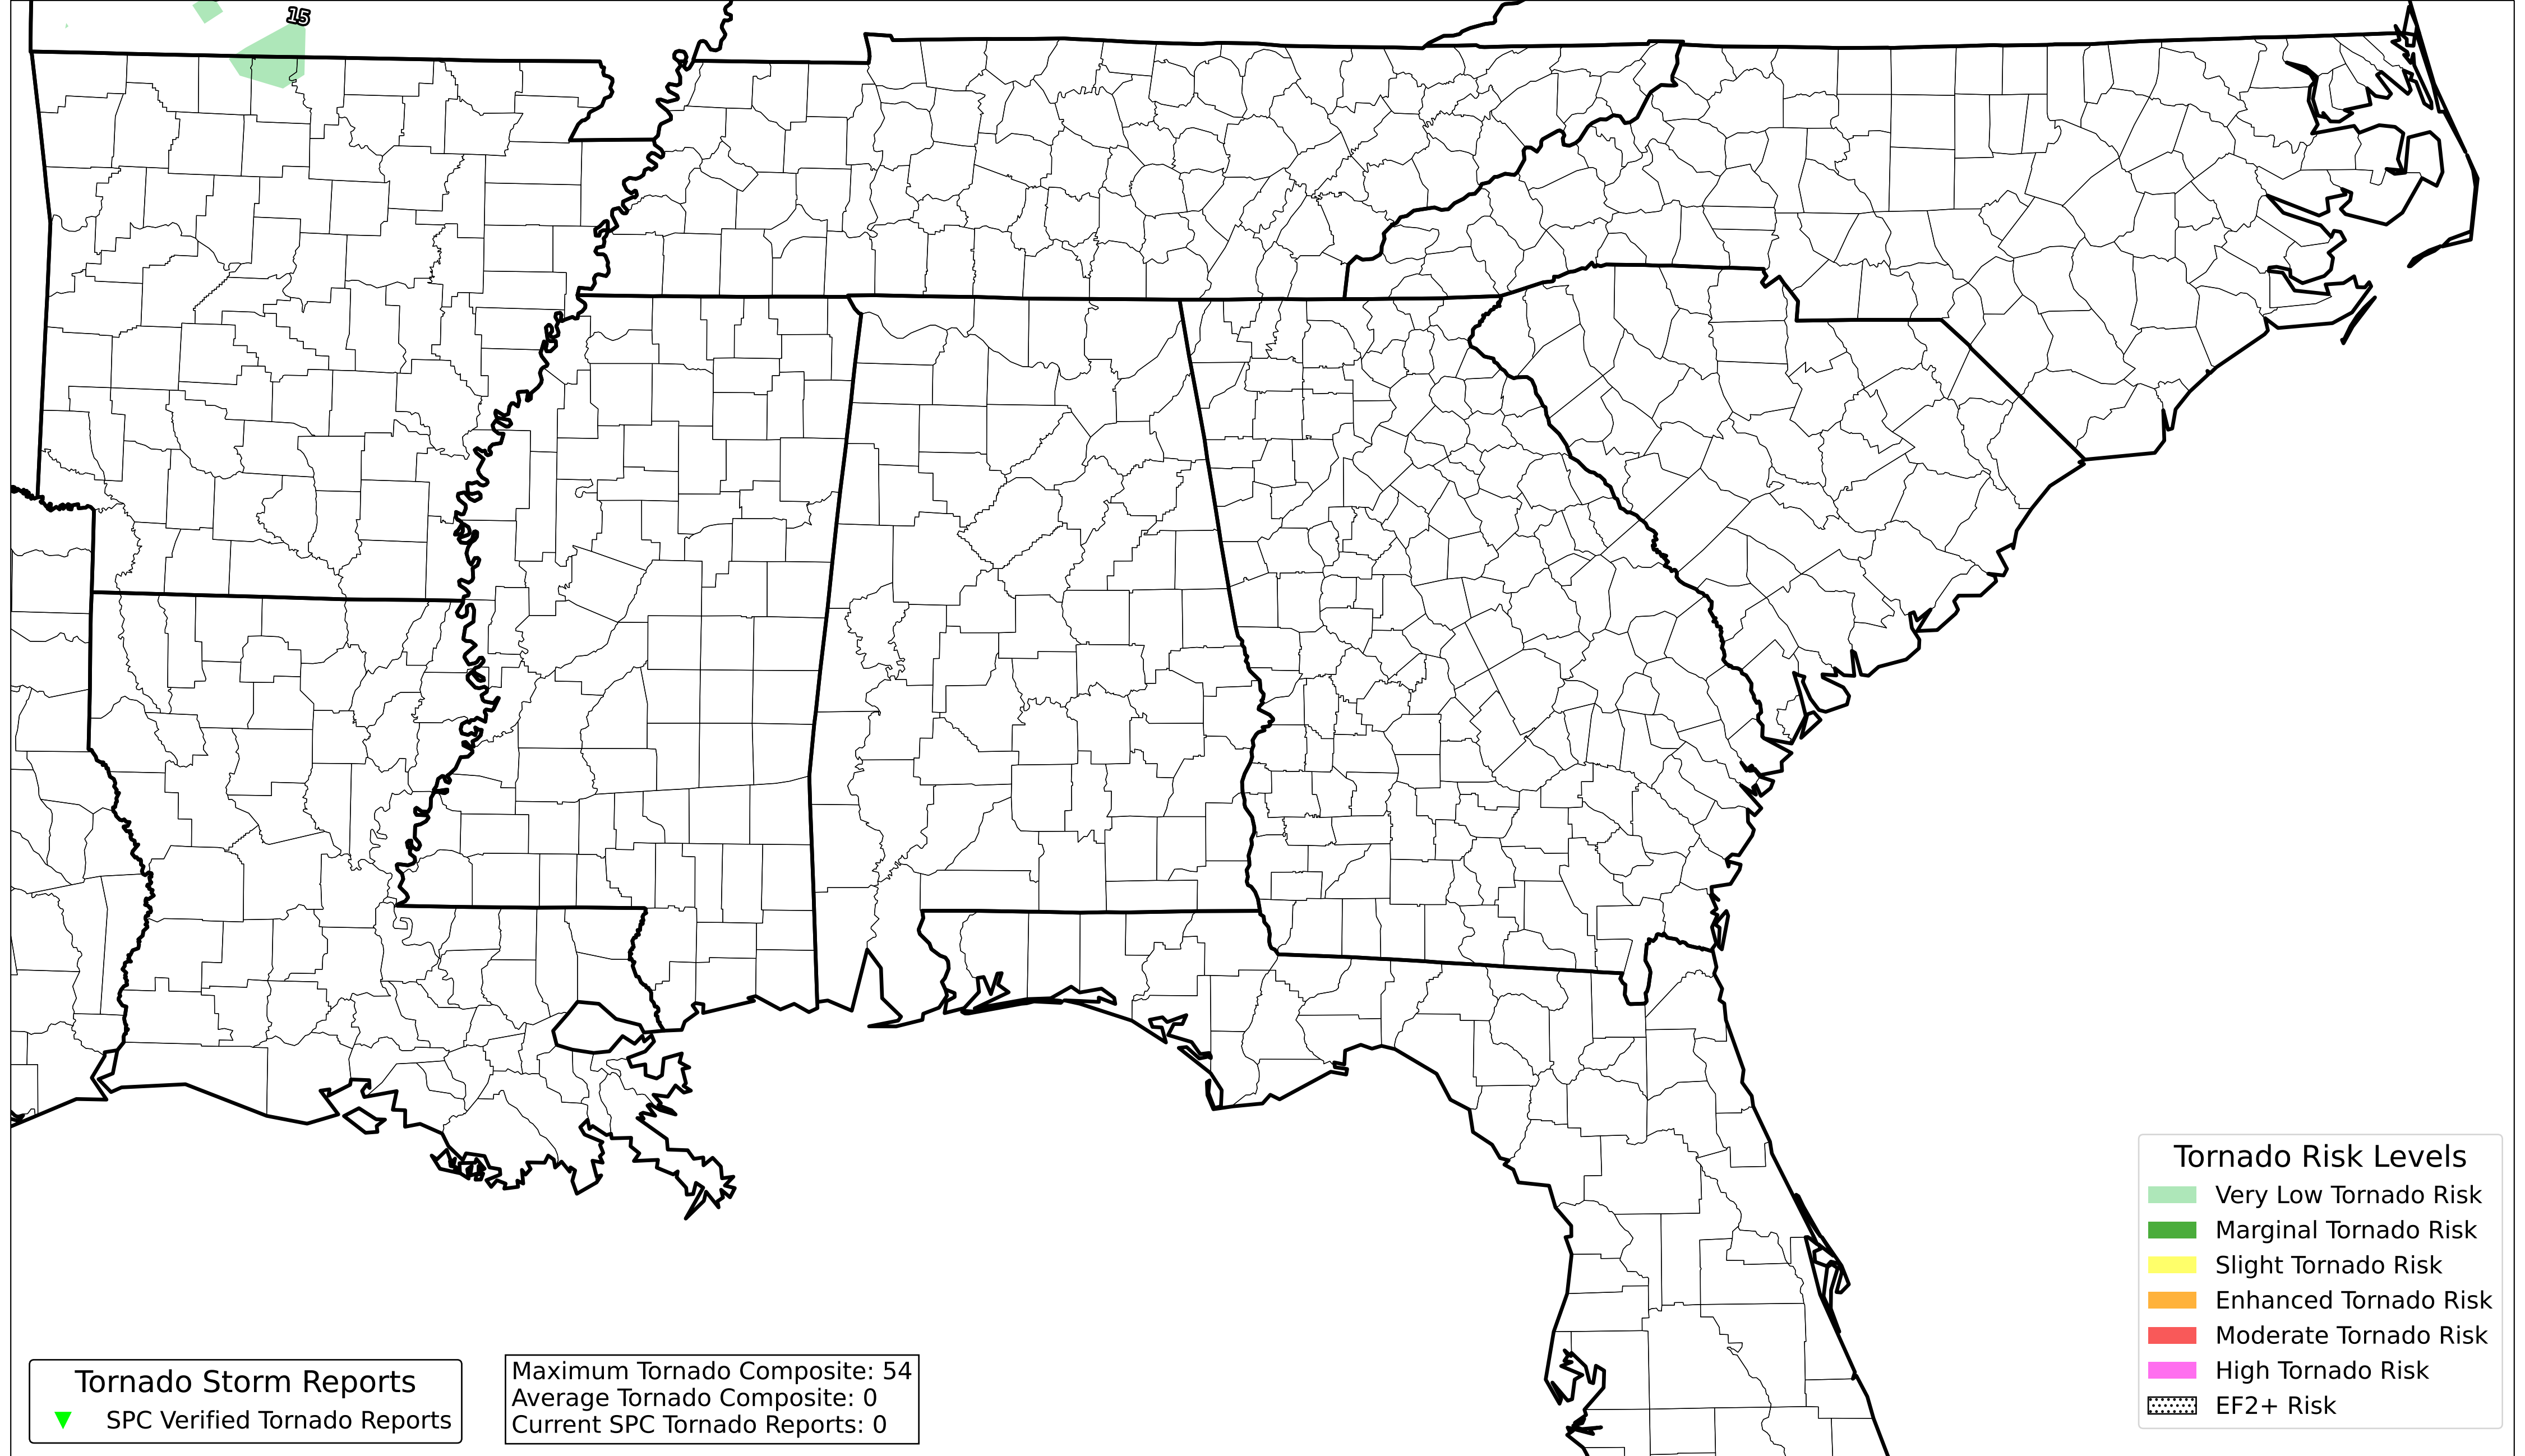 15
Tornado Risk Levels
Very Low Tornado Risk
Marginal Tornado Risk
Slight Tornado Risk
Enhanced Tornado Risk
Moderate Tornado Risk
High Tornado Risk
EF2+ Risk
Tornado Storm Reports
SPC Verified Tornado Reports
Maximum Tornado Composite: 54
Average Tornado Composite: 0
Current SPC Tornado Reports: 0